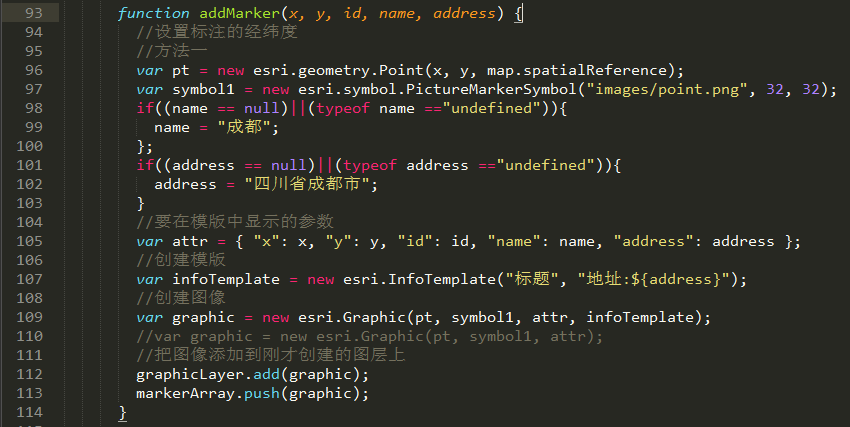 93 function addMarker(x, y, id, name, address) {
94 //设置标注的经纬度
95 //方法一
96 var pt = new esri.geometry.Point(x, y, map.spatialReference);
97 var symbol1 = new esri.symbol.PictureMarkerSymbol("images/point.png", 32, 32);
98 if((name == null)||(typeof name =="undefined")){
99 name = "成都";
100 };
101 if((address == null)||(typeof address =="undefined")){
102 address = "四川省成都市";
103 }
104 //要在模版中显示的参数
105 var attr = { "x": x, "y": y, "id": id, "name": name, "address": address };
106 //创建模版
107 var infoTemplate = new esri.InfoTemplate("标题", "地址:${address}");
108 //创建图像
109 var graphic = new esri.Graphic(pt, symbol1, attr, infoTemplate);
110 //var graphic = new esri.Graphic(pt, symbol1, attr);
111 //把图像添加到刚才创建的图层上
112 graphicLayer.add(graphic);
113 markerArray.push(graphic);
114 }